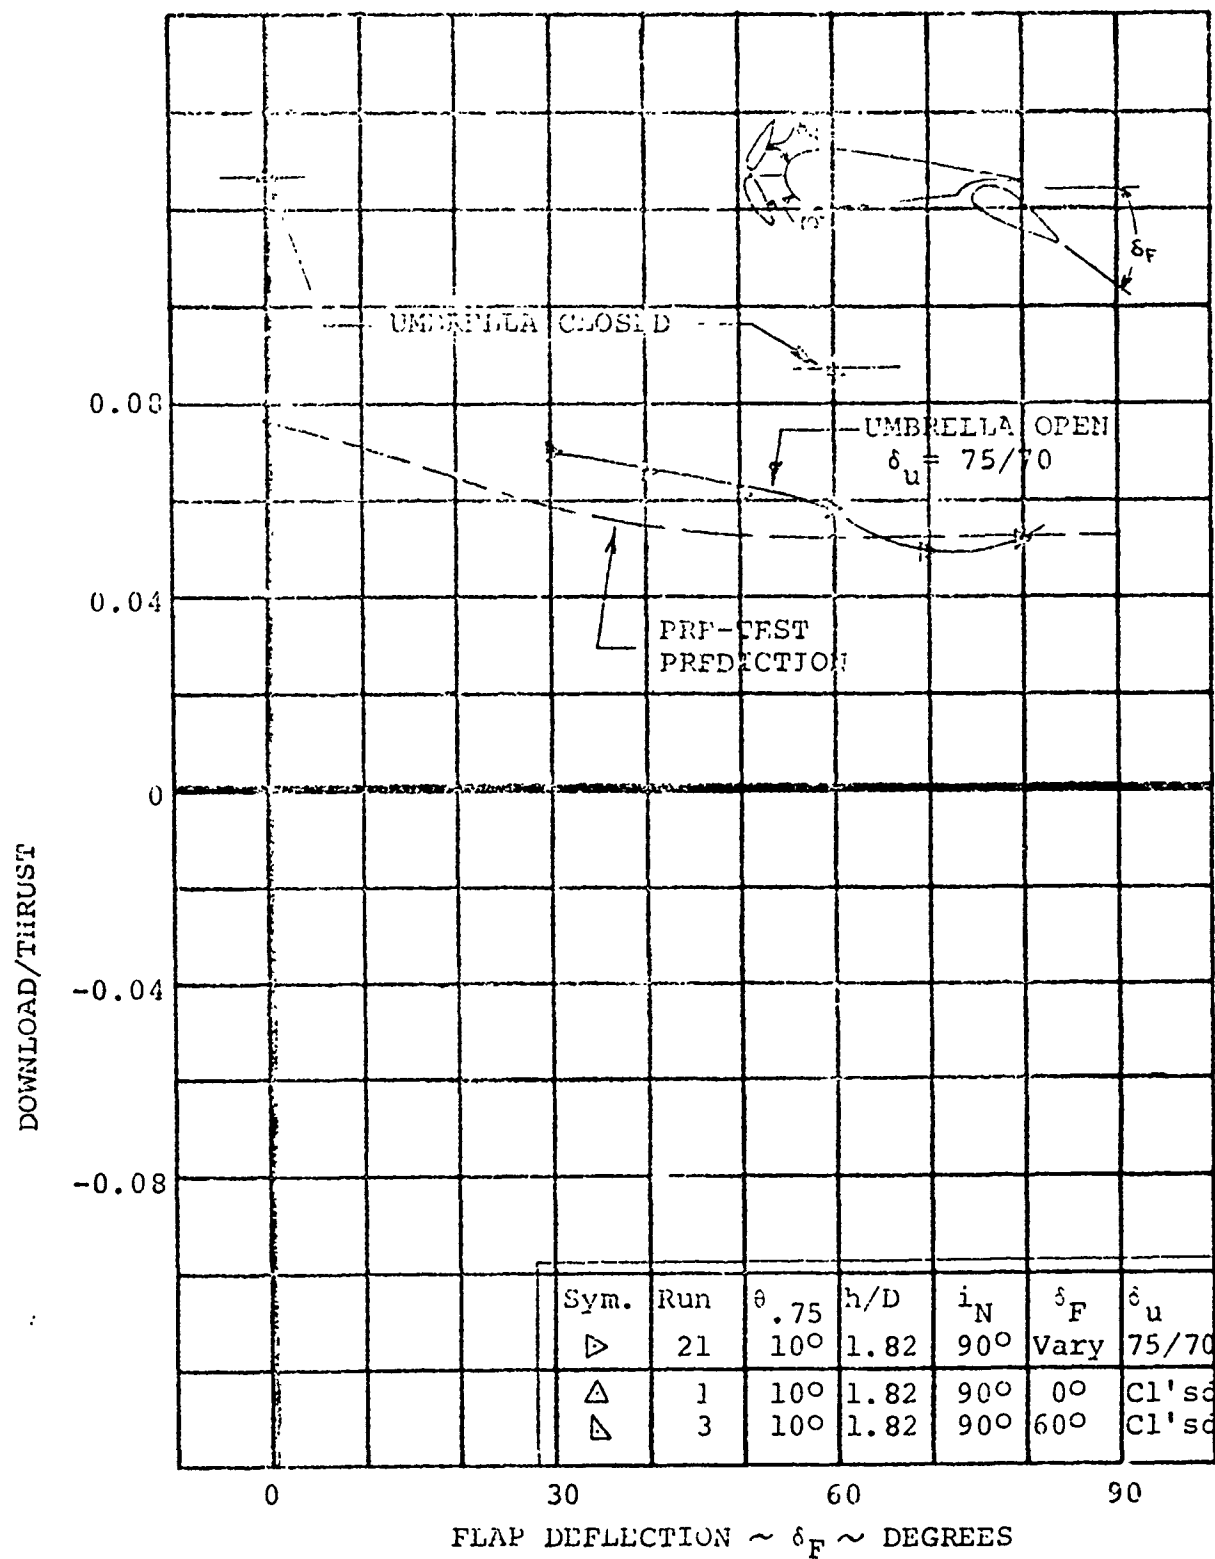 δF
UMBRELLA CLOSED
0.08
UMBRELLA OPEN
δu = 75/70
0.04
PRE-TEST
PREDICTION
0
DOWNLOAD/THRUST
-0.04
-0.08
Sym. Run θ.75 h/D iN δF δu
21 10° 1.82 90° Vary 75/70
1 10° 1.82 90° 0° Cl'sd
3 10° 1.82 90° 60° Cl'sd
0 30 60 90
FLAP DEFLECTION ~ δF ~ DEGREES